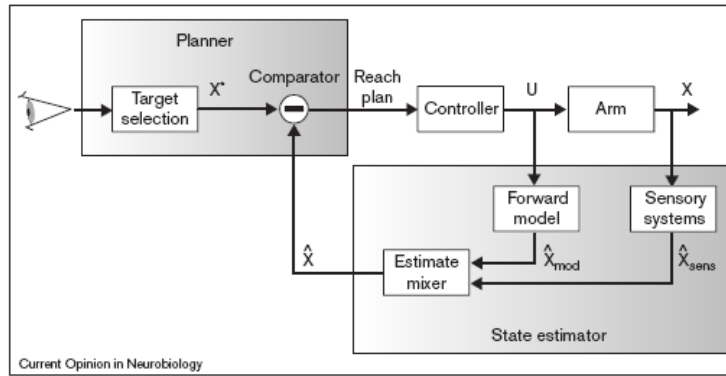 Planner
Comparator
Target
selection
X*
Reach
plan
Controller
U
Arm
X
Forward
model
Sensory
systems
X̂
Estimate
mixer
X̂mod
X̂sens
State estimator
Current Opinion in Neurobiology